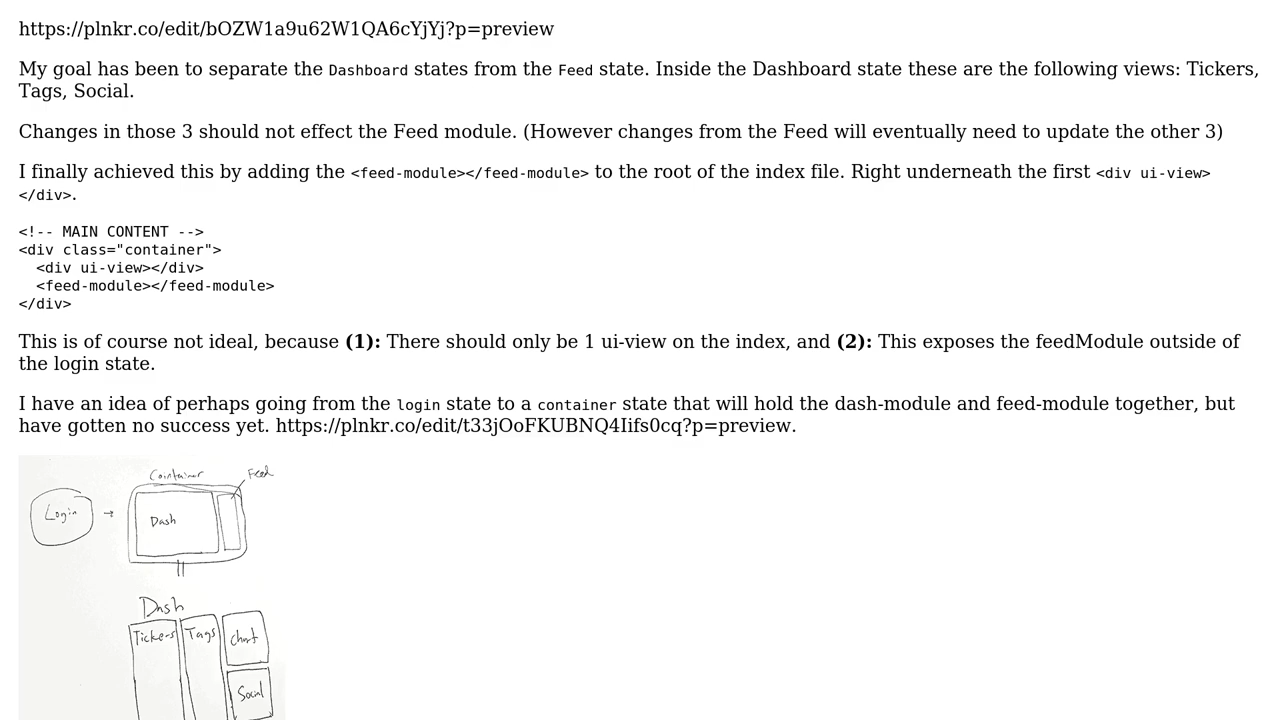 https://plnkr.co/edit/bOZW1a9u62W1QA6cYjYj?p=preview
My goal has been to separate the Dashboard states from the Feed state. Inside the Dashboard state these are the following views: Tickers,
Tags, Social.
Changes in those 3 should not effect the Feed module. (However changes from the Feed will eventually need to update the other 3)
I finally achieved this by adding the <feed-module></feed-module> to the root of the index file. Right underneath the first <div ui-view>
</div>.
<!-- MAIN CONTENT -->
<div class="container">
  <div ui-view></div>
  <feed-module></feed-module>
</div>
This is of course not ideal, because (1): There should only be 1 ui-view on the index, and (2): This exposes the feedModule outside of
the login state.
I have an idea of perhaps going from the login state to a container state that will hold the dash-module and feed-module together, but
have gotten no success yet. https://plnkr.co/edit/t33jOoFKUBNQ4Iifs0cq?p=preview.
Cointainer
Feed
Login
Dash
Dash
Tickers
Tags
Chart
Social